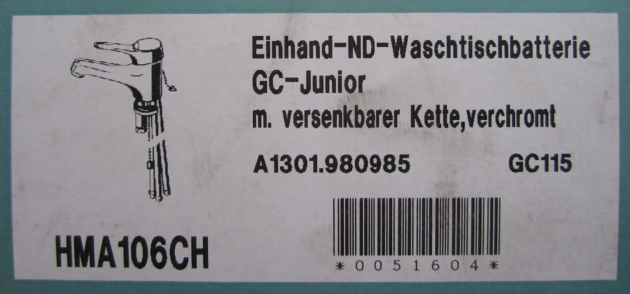 Einhand-ND-Waschtischbatterie
GC-Junior
m. versenkbarer Kette,verchromt
A1301.980985 GC115
HMA106CH
*0051604*